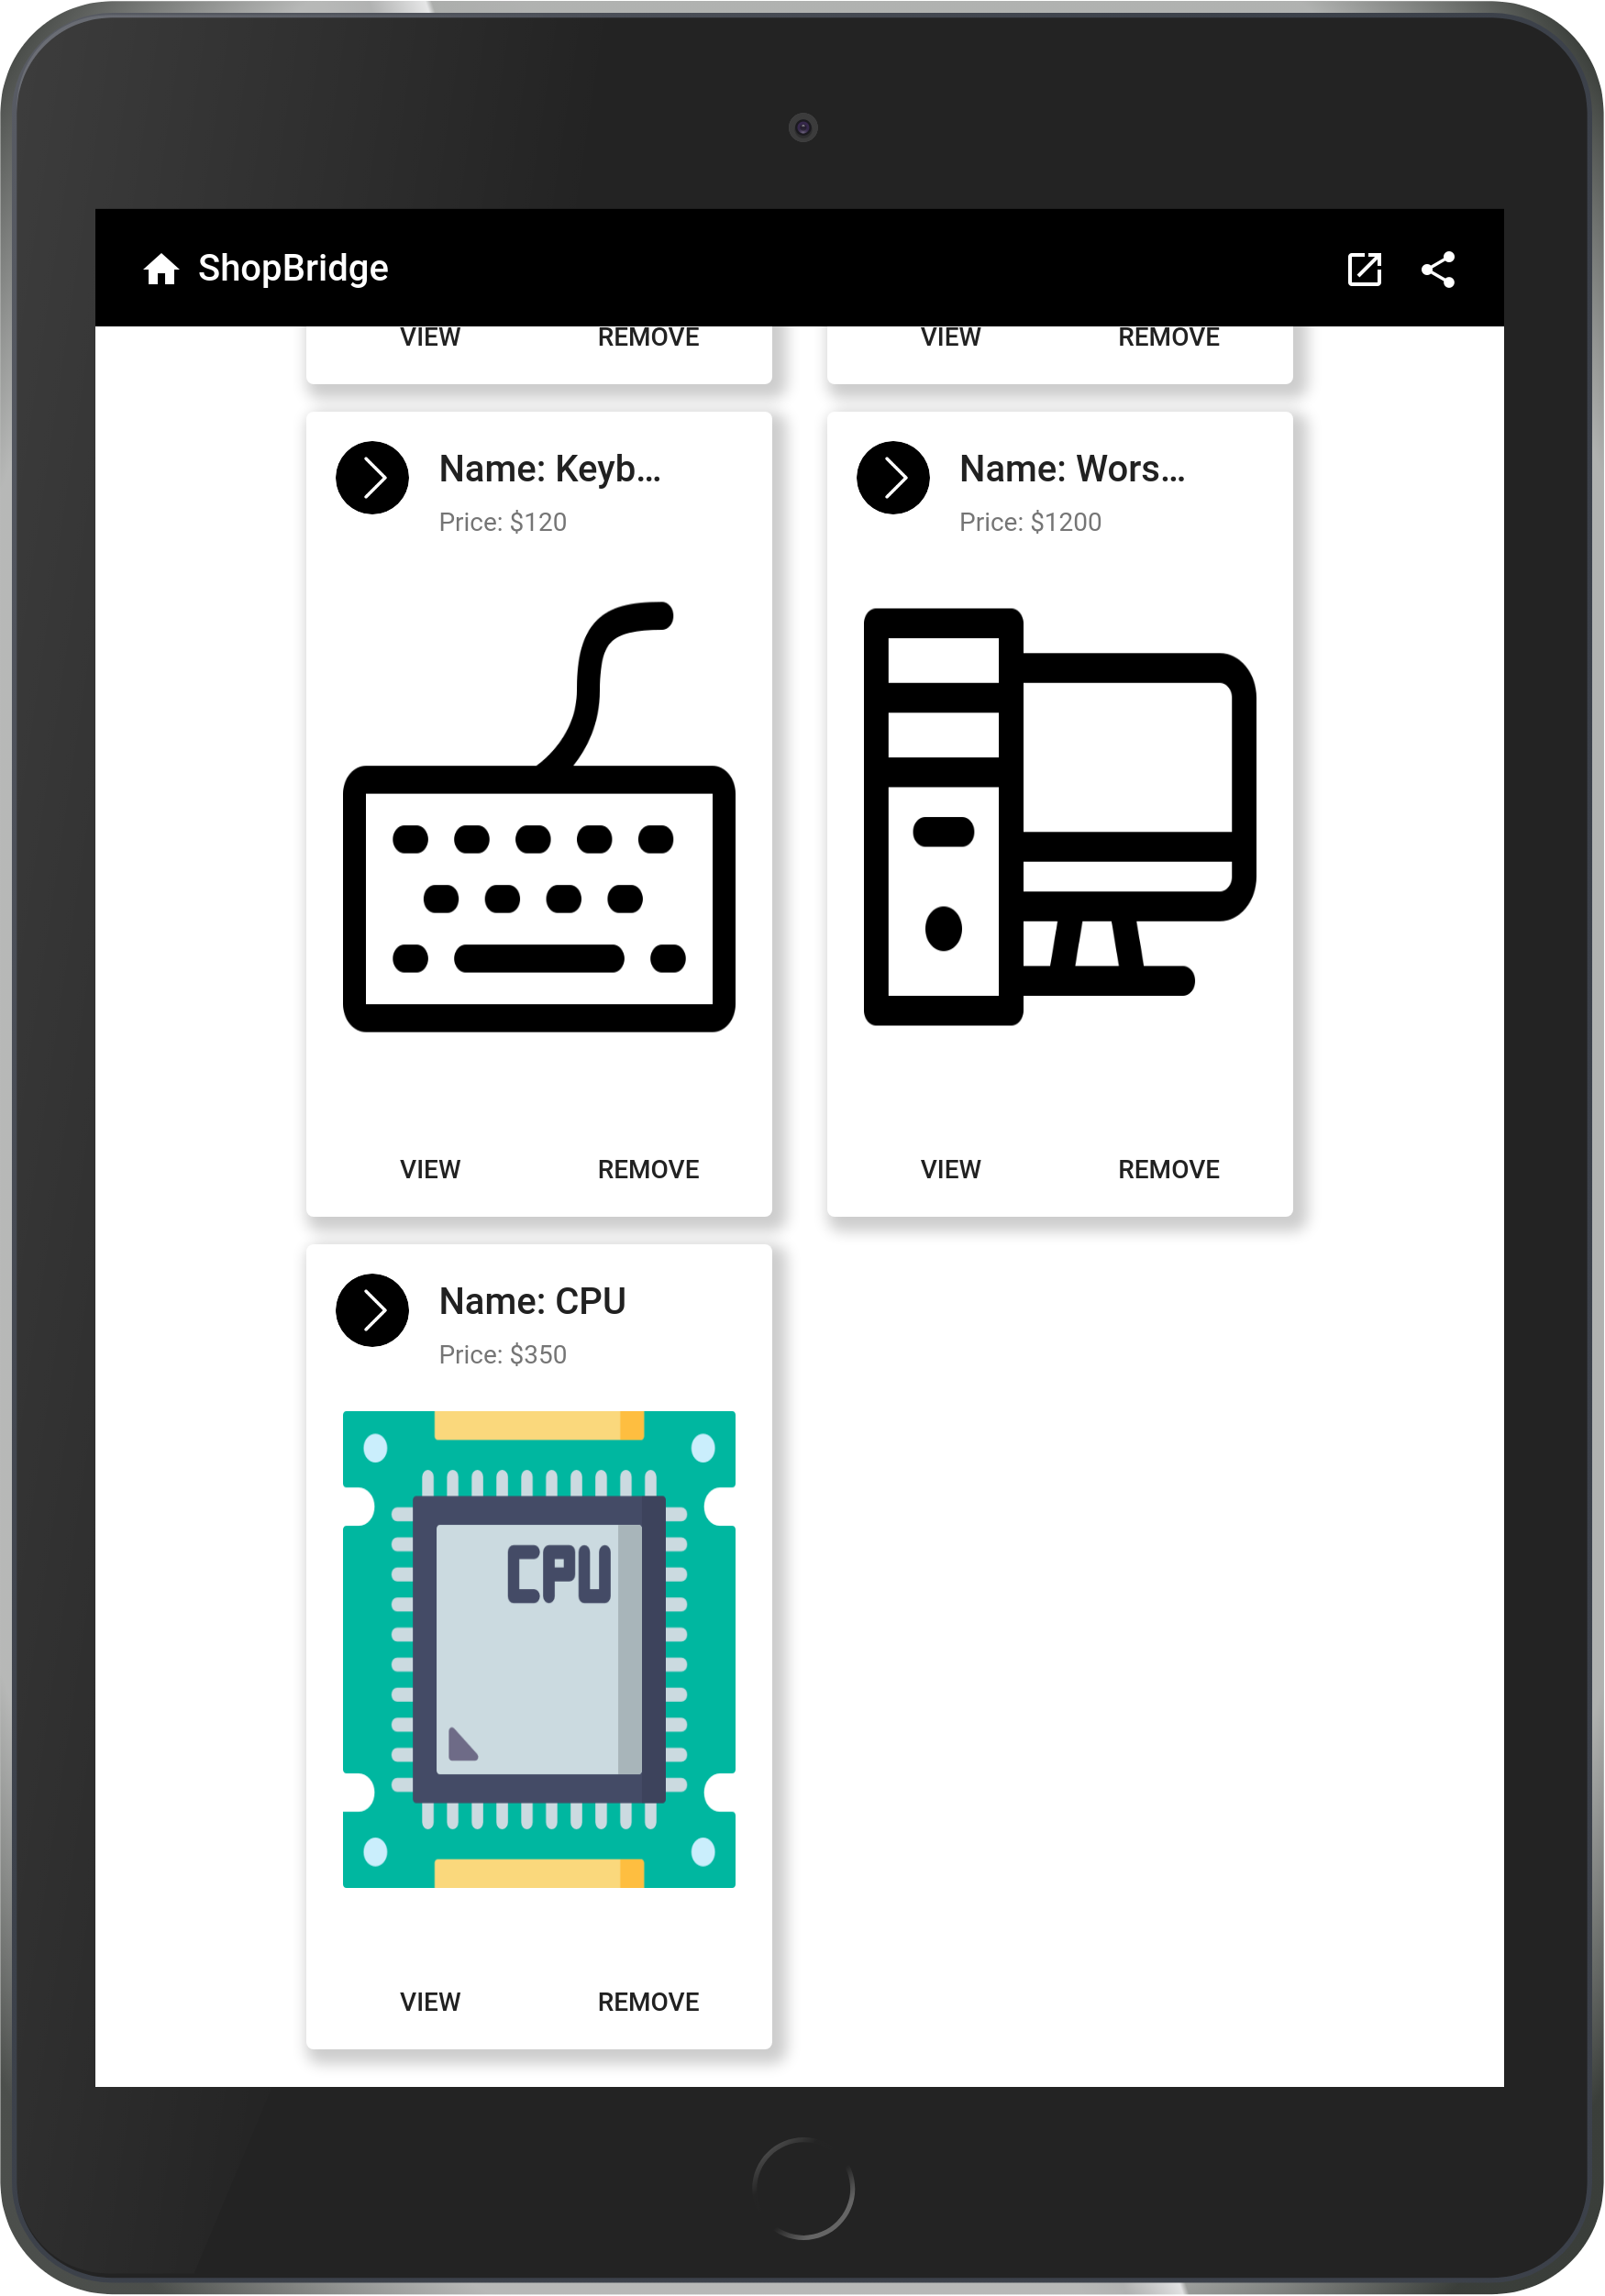 ShopBridge
VIEW REMOVE VIEW REMOVE
Name: Keyb...
Price: $120
Name: Wors...
Price: $1200
VIEW REMOVE VIEW REMOVE
Name: CPU
Price: $350
CPU
VIEW REMOVE